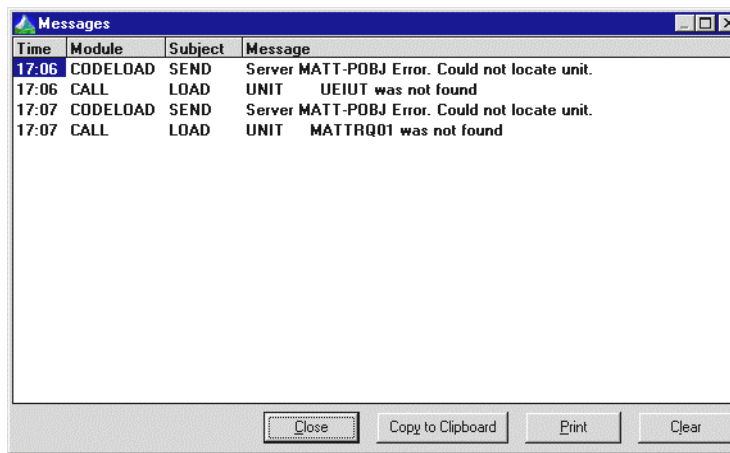 Messages
Time Module Subject Message
17:06 CODELOAD SEND Server MATT-POBJ Error. Could not locate unit.
17:06 CALL LOAD UNIT UEIUT was not found
17:07 CODELOAD SEND Server MATT-POBJ Error. Could not locate unit.
17:07 CALL LOAD UNIT MATTRQ01 was not found
Close Copy to Clipboard Print Clear